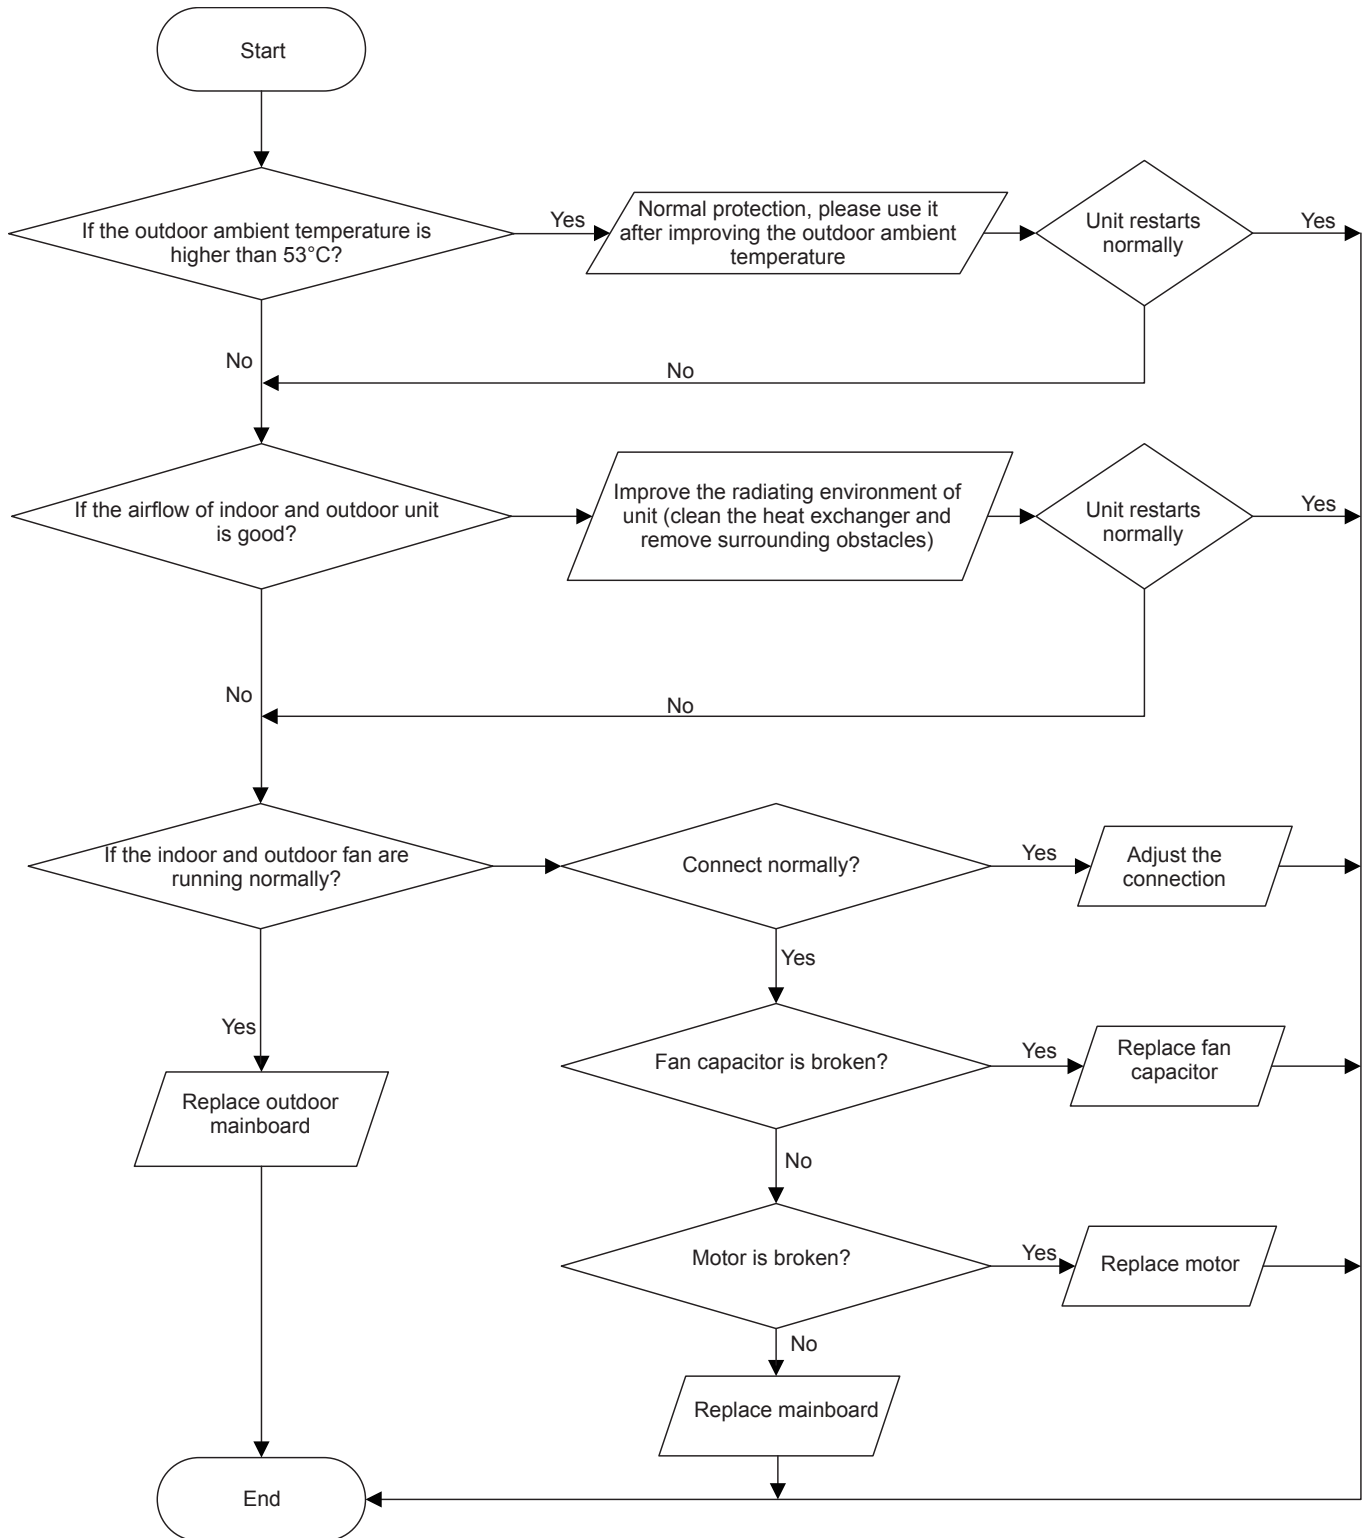 Start
If the outdoor ambient temperature is
higher than 53°C?
Yes
Normal protection, please use it
after improving the outdoor ambient
temperature
Unit restarts
normally
Yes
No
No
If the airflow of indoor and outdoor unit
is good?
Improve the radiating environment of
unit (clean the heat exchanger and
remove surrounding obstacles)
Unit restarts
normally
Yes
No
No
If the indoor and outdoor fan are
running normally?
Connect normally?
Yes
Adjust the
connection
Yes
Yes
Fan capacitor is broken?
Yes
Replace fan
capacitor
Replace outdoor
mainboard
No
Motor is broken?
Yes
Replace motor
No
Replace mainboard
End